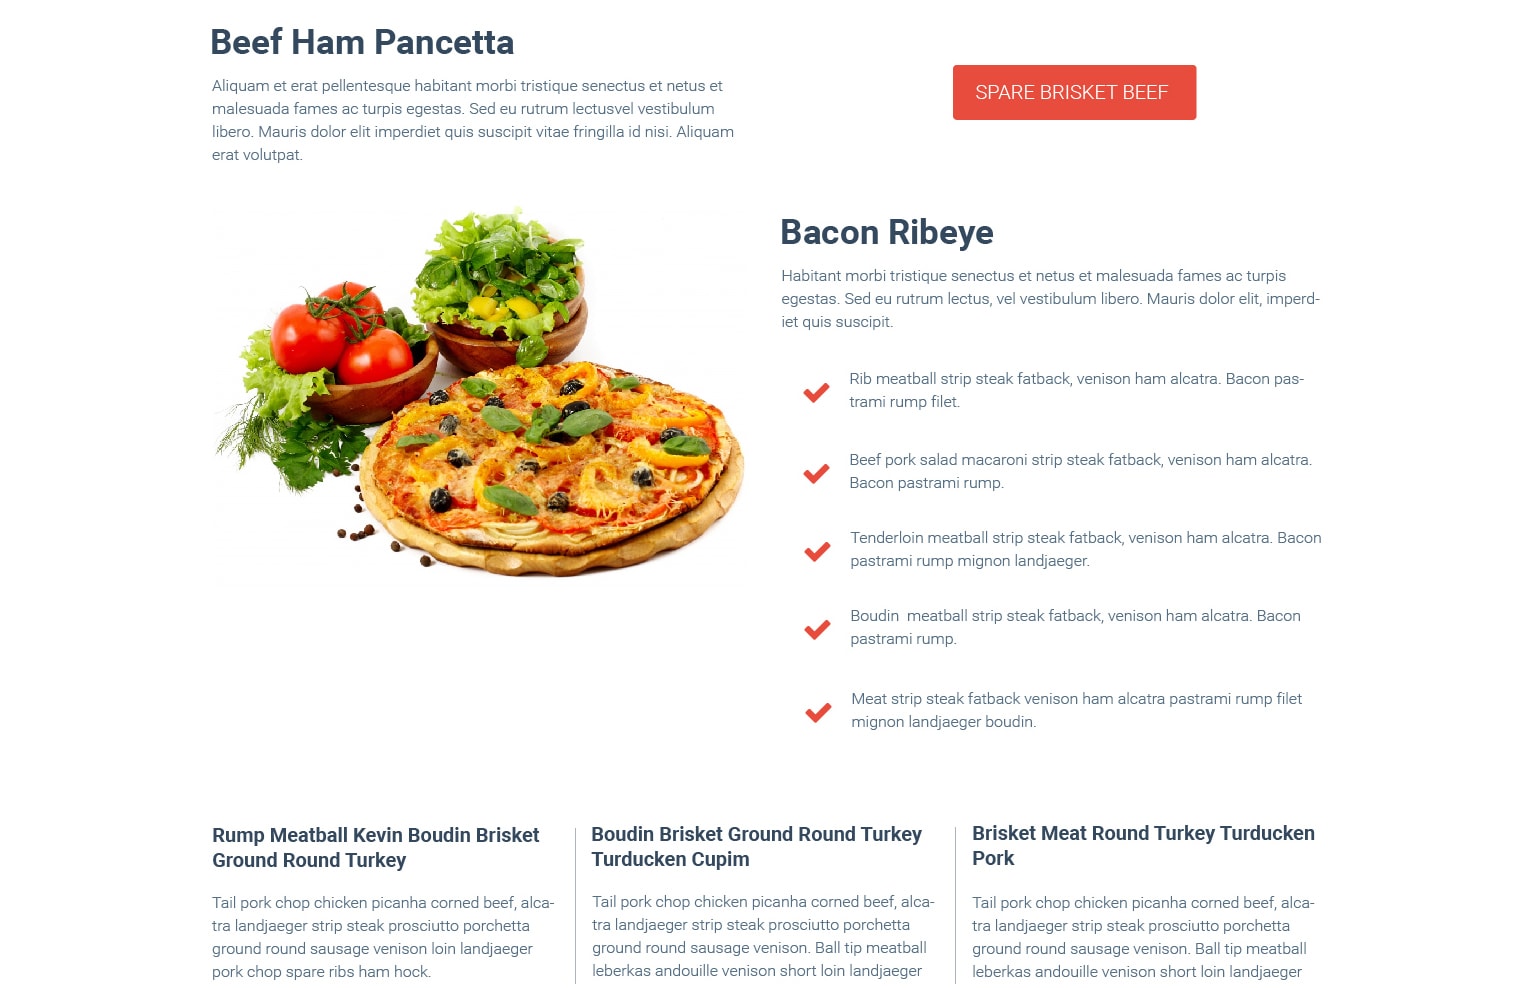 Beef Ham Pancetta
Aliquam et erat pellentesque habitant morbi tristique senectus et netus et
malesuada fames ac turpis egestas. Sed eu rutrum lectusvel vestibulum
libero. Mauris dolor elit imperdiet quis suscipit vitae fringilla id nisi. Aliquam
erat volutpat.
SPARE BRISKET BEEF
Bacon Ribeye
Habitant morbi tristique senectus et netus et malesuada fames ac turpis
egestas. Sed eu rutrum lectus, vel vestibulum libero. Mauris dolor elit, imperd-
iet quis suscipit.
Rib meatball strip steak fatback, venison ham alcatra. Bacon pas-
trami rump filet.
Beef pork salad macaroni strip steak fatback, venison ham alcatra.
Bacon pastrami rump.
Tenderloin meatball strip steak fatback, venison ham alcatra. Bacon
pastrami rump mignon landjaeger.
Boudin  meatball strip steak fatback, venison ham alcatra. Bacon
pastrami rump.
Meat strip steak fatback venison ham alcatra pastrami rump filet
mignon landjaeger boudin.
Rump Meatball Kevin Boudin Brisket
Ground Round Turkey
Tail pork chop chicken picanha corned beef, alca-
tra landjaeger strip steak prosciutto porchetta
ground round sausage venison loin landjaeger
pork chop spare ribs ham hock.
Boudin Brisket Ground Round Turkey
Turducken Cupim
Tail pork chop chicken picanha corned beef, alca-
tra landjaeger strip steak prosciutto porchetta
ground round sausage venison. Ball tip meatball
leberkas andouille venison short loin landjaeger
Brisket Meat Round Turkey Turducken
Pork
Tail pork chop chicken picanha corned beef, alca-
tra landjaeger strip steak prosciutto porchetta
ground round sausage venison. Ball tip meatball
leberkas andouille venison short loin landjaeger